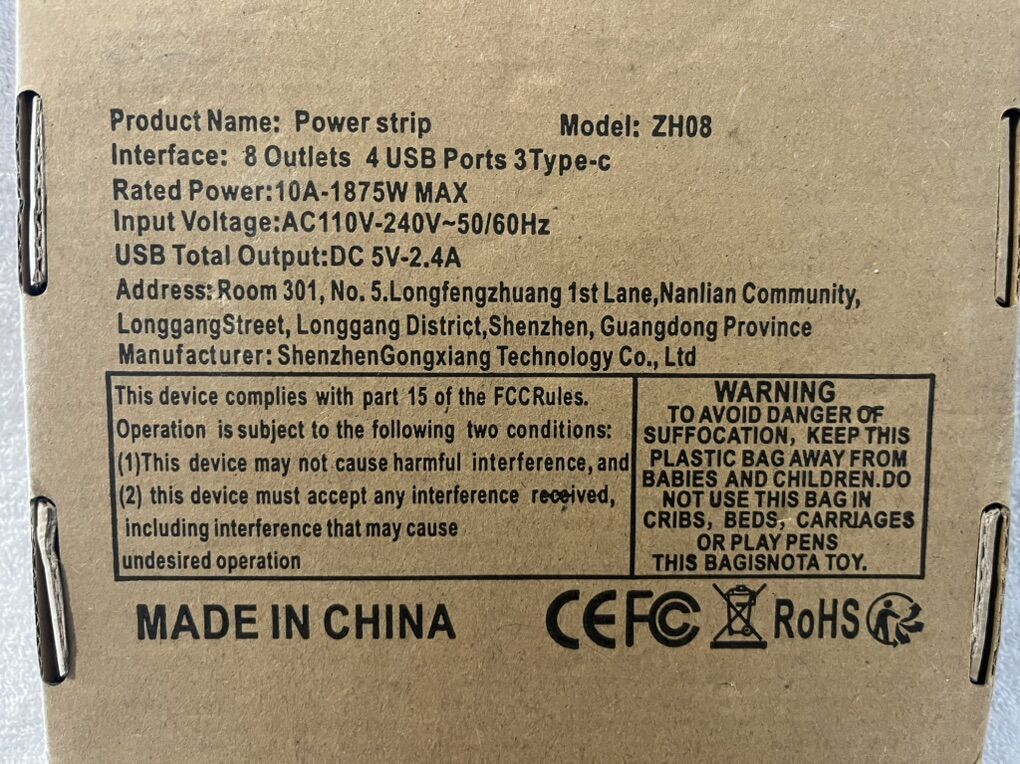 Product Name: Power strip Model: ZH08
Interface: 8 Outlets 4 USB Ports 3Type-c
Rated Power:10A-1875W MAX
Input Voltage:AC110V-240V~50/60Hz
USB Total Output:DC 5V-2.4A
Address:Room 301, No. 5.Longfengzhuang 1st Lane,Nanlian Community,
LonggangStreet, Longgang District,Shenzhen, Guangdong Province
Manufacturer: ShenzhenGongxiang Technology Co., Ltd
This device complies with part 15 of the FCCRules.
Operation is subject to the following two conditions:
(1)This device may not cause harmful interference, and
(2) this device must accept any interference received,
including interference that may cause
undesired operation
WARNING
TO AVOID DANGER OF
SUFFOCATION, KEEP THIS
PLASTIC BAG AWAY FROM
BABIES AND CHILDREN.DO
NOT USE THIS BAG IN
CRIBS, BEDS, CARRIAGES
OR PLAY PENS
THIS BAGISNOTA TOY.
MADE IN CHINA
CE FC RoHS